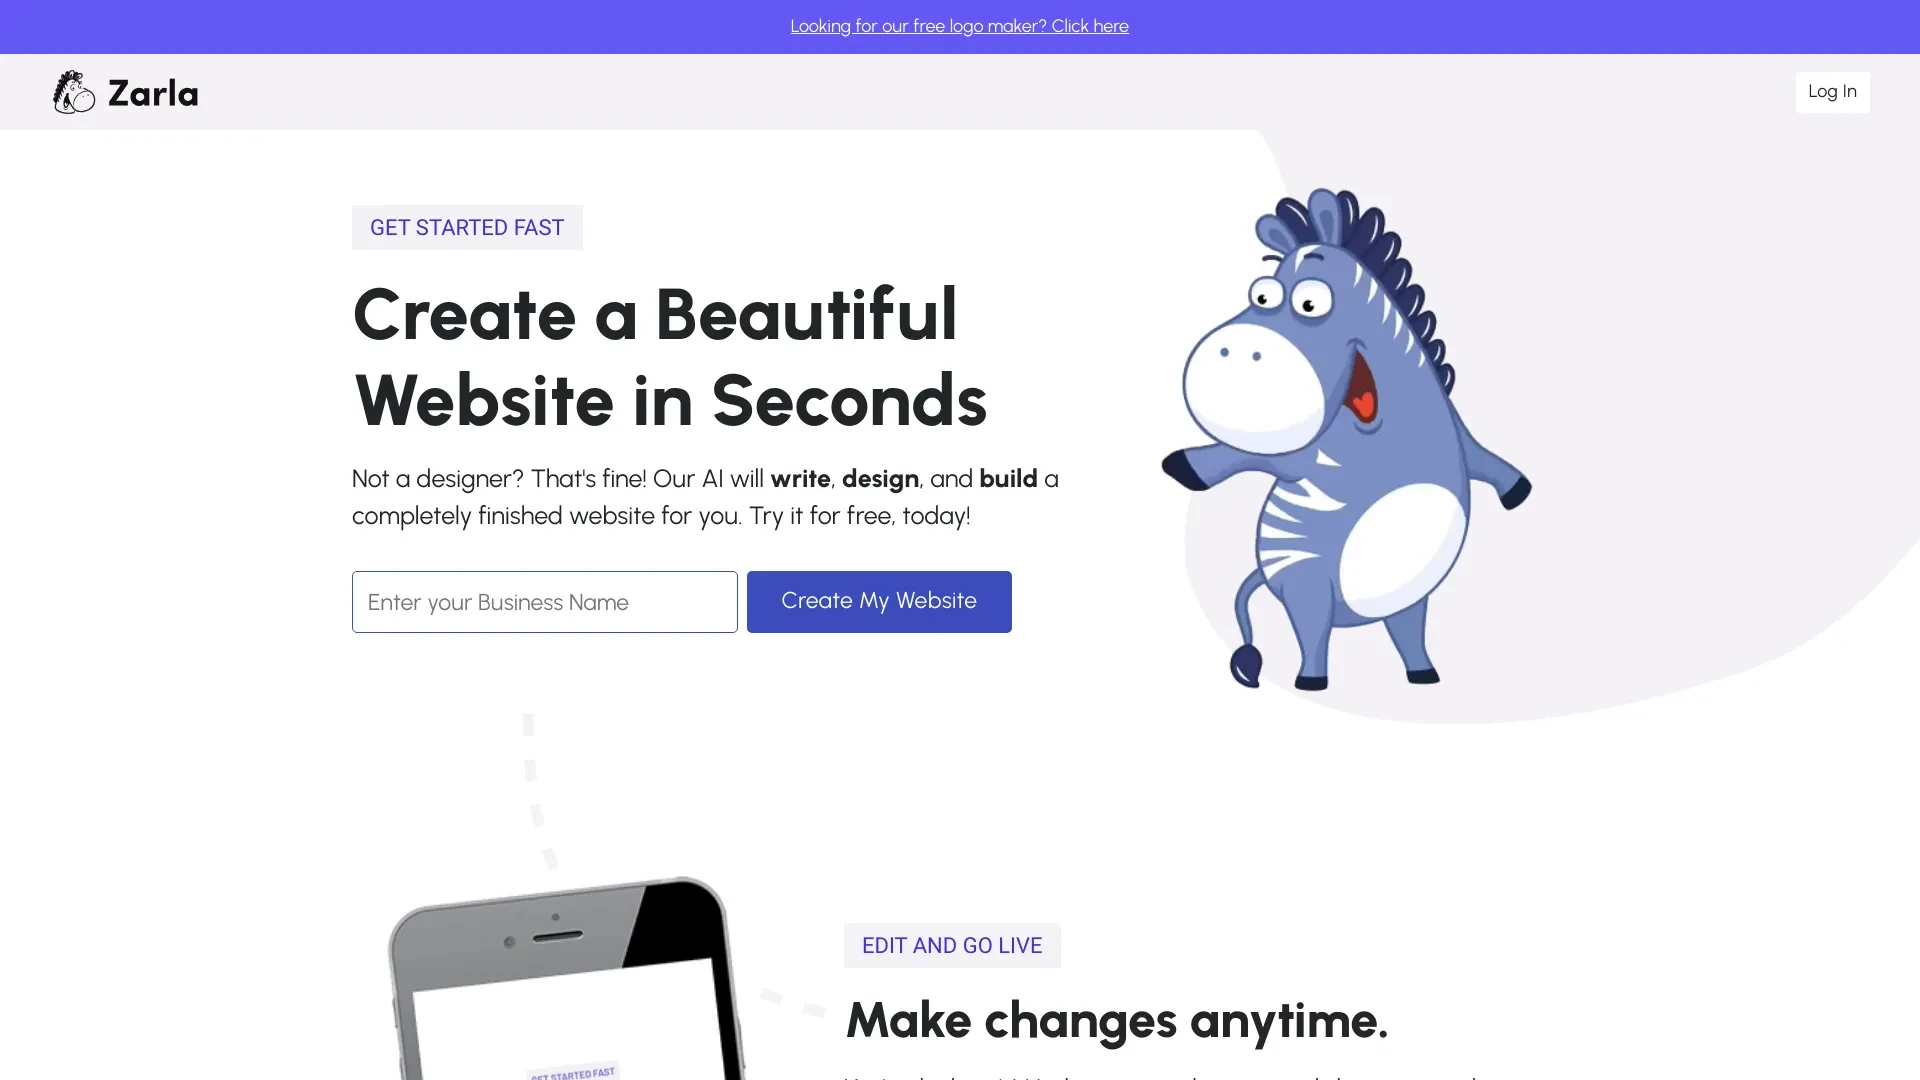 Looking for our free logo maker? Click here
Zarla
Log In
GET STARTED FAST
Create a Beautiful
Website in Seconds
Not a designer? That's fine! Our AI will write, design, and build a
completely finished website for you. Try it for free, today!
Enter your Business Name
Create My Website
EDIT AND GO LIVE
Make changes anytime.
GET STARTED FAST